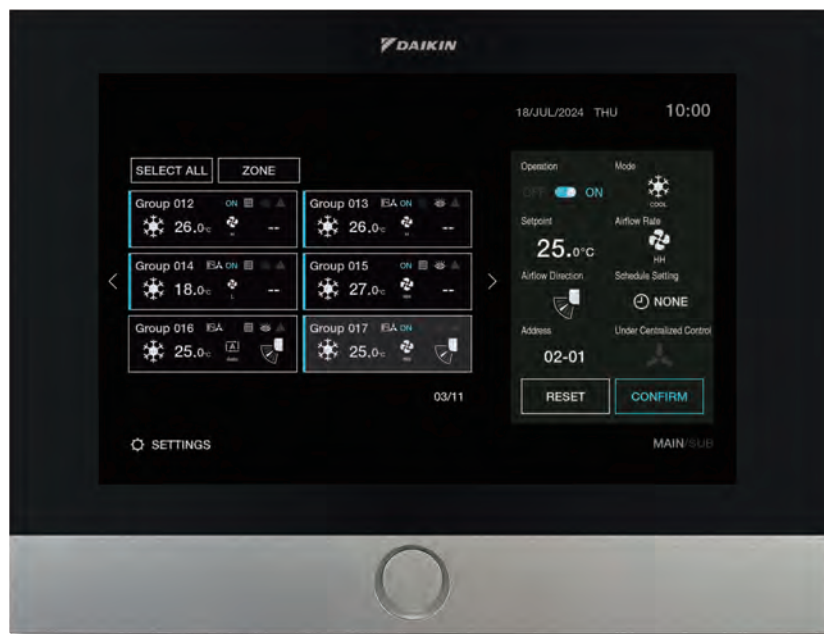 DAIKIN
18/JUL/2024 THU 10:00
SELECT ALL ZONE
Group 012 ON
26.0°C H --
Group 013 ON
26.0°C H --
Group 014 ON
18.0°C L --
Group 015 ON
27.0°C HH --
Group 016
25.0°C A Auto
Group 017 ON
25.0°C HH
03/11
SETTINGS
Operation Mode
OFF ON COOL
Setpoint Airflow Rate
25.0°C HH
Airflow Direction Schedule Setting
NONE
Address Under Centralized Control
02-01
RESET CONFIRM
MAIN/SUB